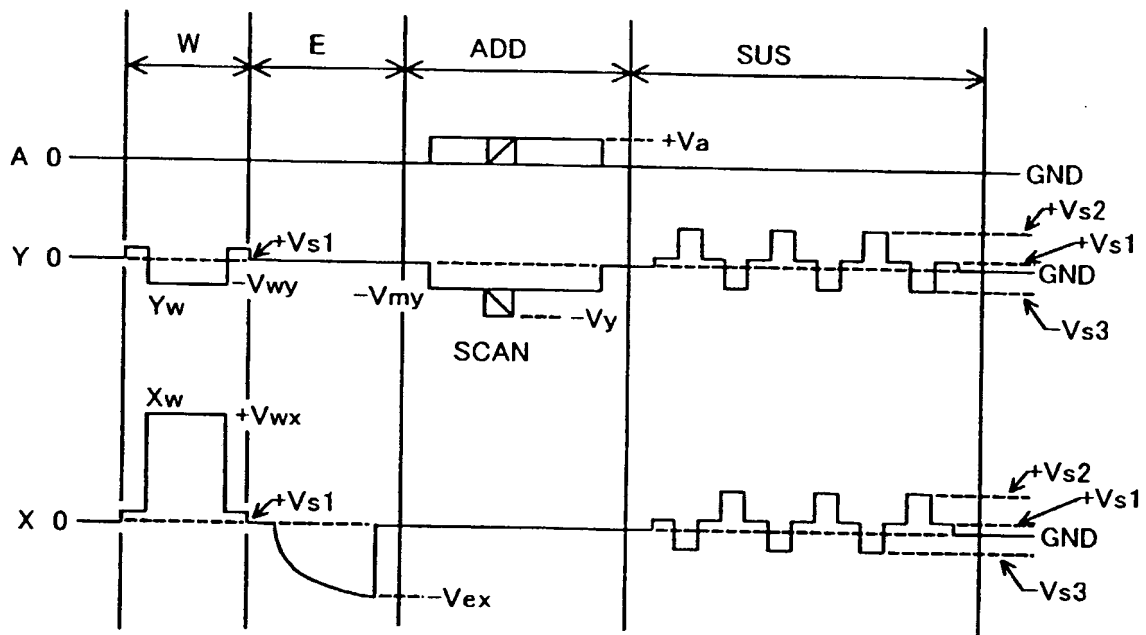 W E ADD SUS
A 0 +Va GND
+Vs2
Y 0 +Vs1 +Vs1
GND
Yw −Vwy −Vmy −Vy −Vs3
SCAN
Xw +Vwx
+Vs2
X 0 +Vs1 +Vs1
GND
−Vex −Vs3